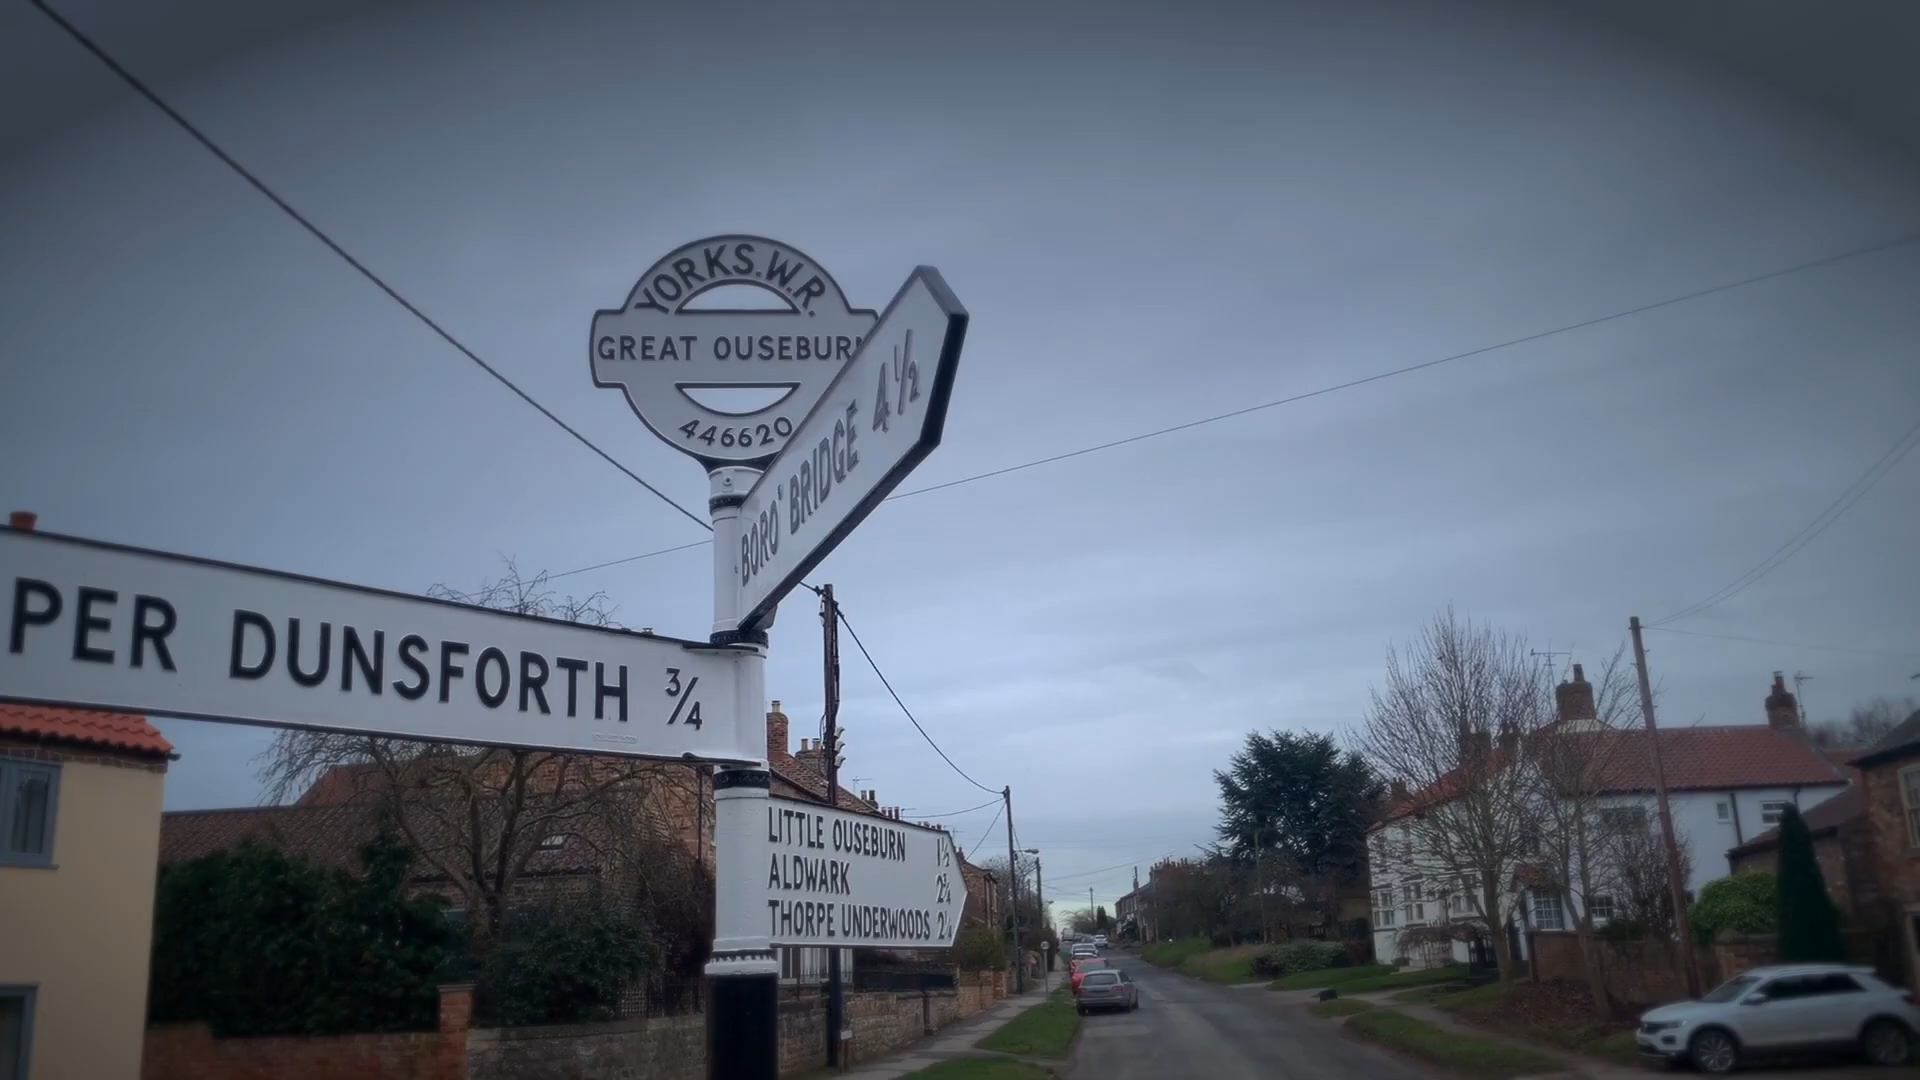 YORKS.W.R.
GREAT OUSEBURN
446620
BORO' BRIDGE 4½
PER DUNSFORTH ¾
LITTLE OUSEBURN 1½
ALDWARK 2¾
THORPE UNDERWOODS 2¼